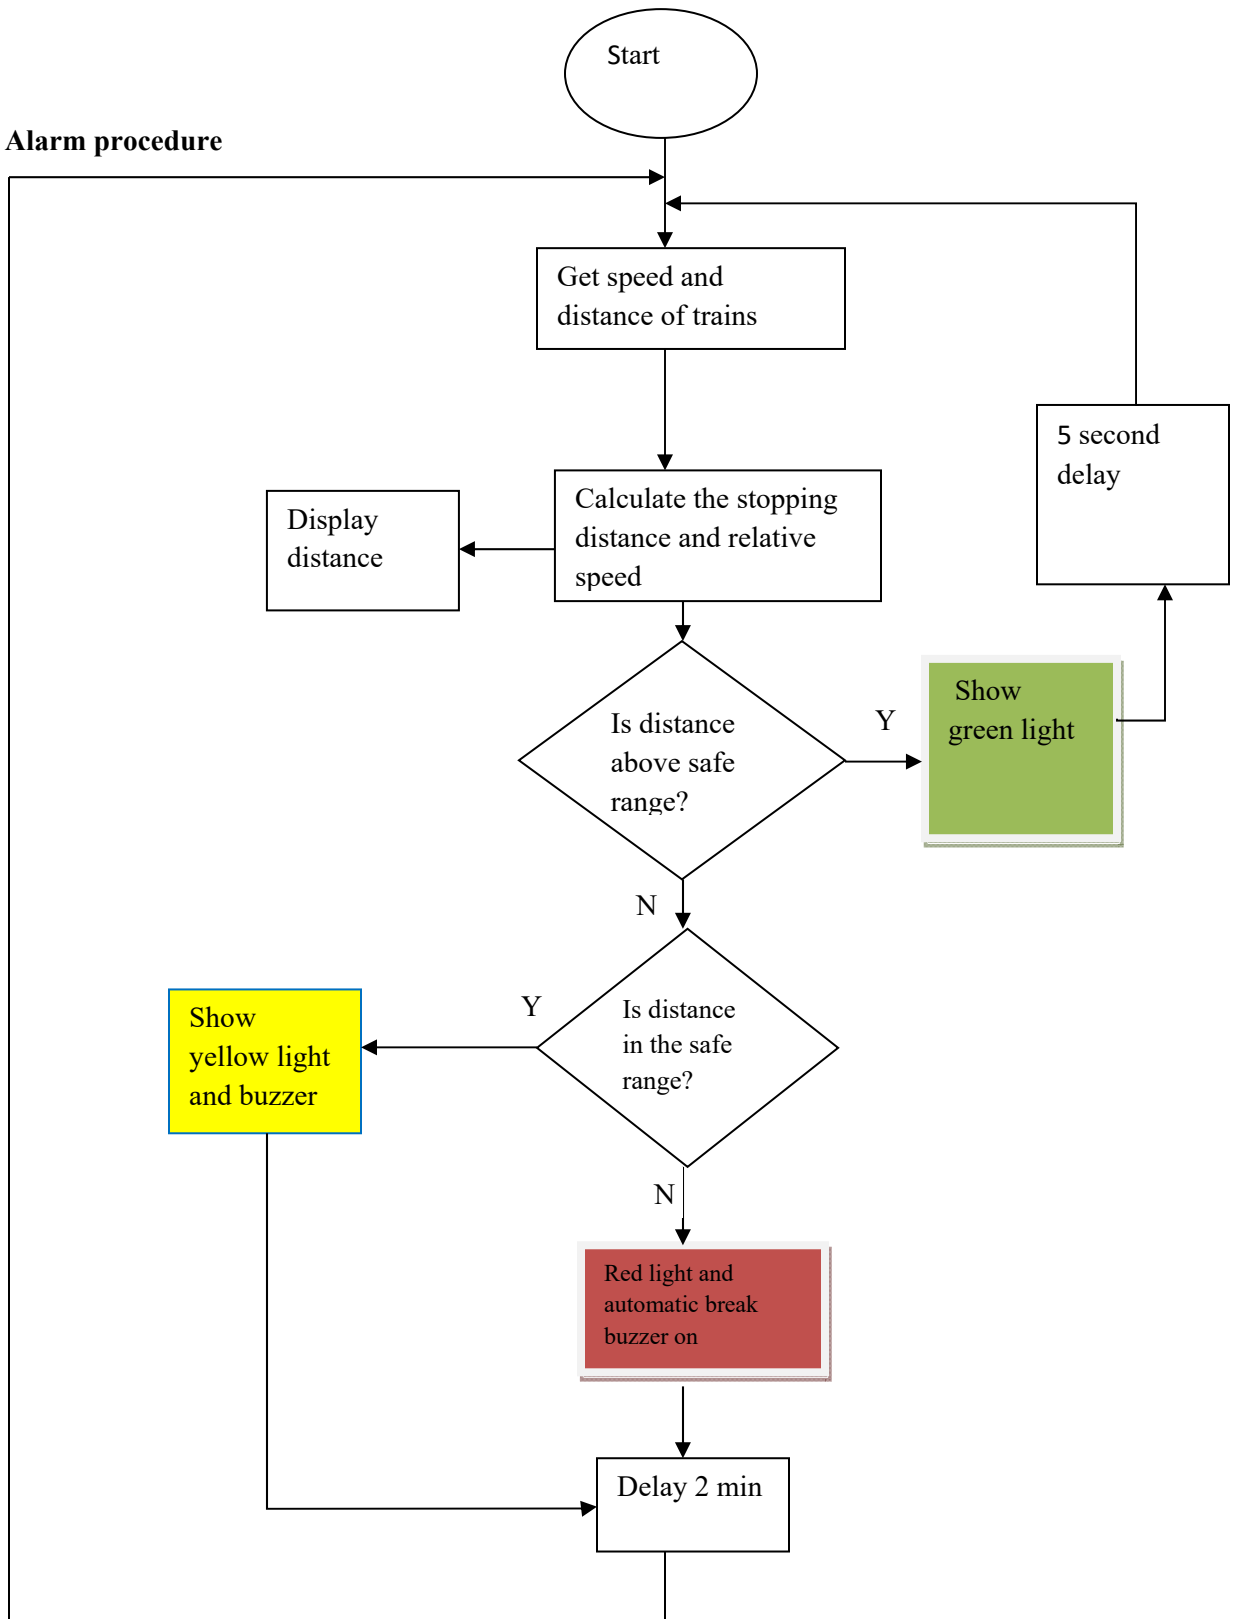 Start
Alarm procedure
Get speed and
distance of trains
5 second
delay
Calculate the stopping
distance and relative
speed
Display
distance
Is distance
above safe
range?
Y
Show
green light
N
Is distance
in the safe
range?
Y
Show
yellow light
and buzzer
N
Red light and
automatic break
buzzer on
Delay 2 min